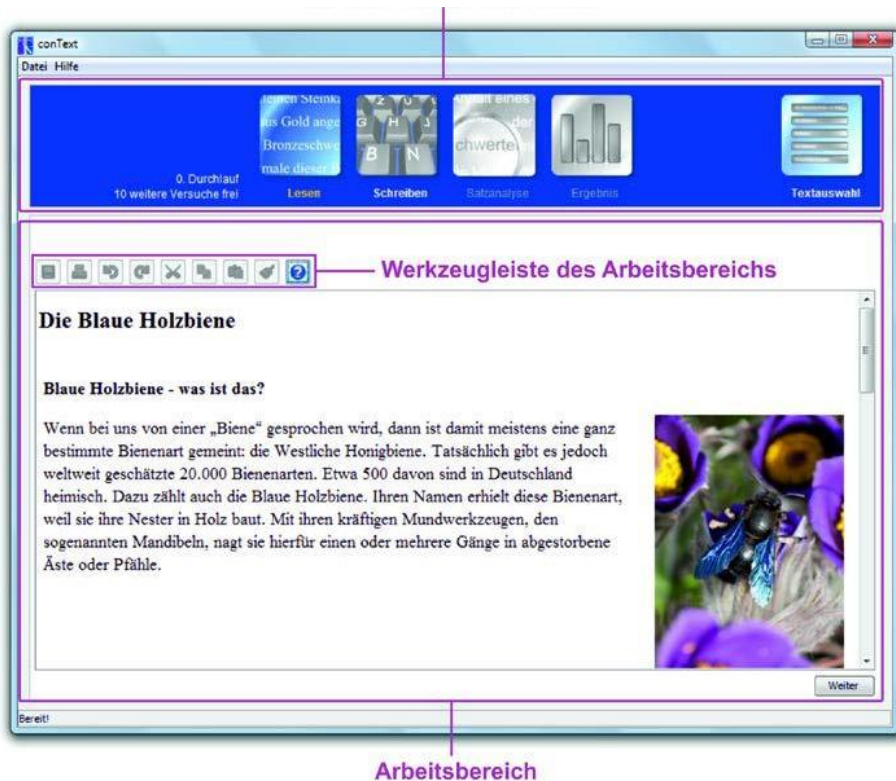 conText
Datei Hilfe
0. Durchlauf
10 weitere Versuche frei
Lesen
Schreiben
Satzanalyse
Ergebnis
Textauswahl
Werkzeugleiste des Arbeitsbereichs
Die Blaue Holzbiene
Blaue Holzbiene - was ist das?
Wenn bei uns von einer „Biene“ gesprochen wird, dann ist damit meistens eine ganz
bestimmte Bienenart gemeint: die Westliche Honigbiene. Tatsächlich gibt es jedoch
weltweit geschätzte 20.000 Bienenarten. Etwa 500 davon sind in Deutschland
heimisch. Dazu zählt auch die Blaue Holzbiene. Ihren Namen erhielt diese Bienenart,
weil sie ihre Nester in Holz baut. Mit ihren kräftigen Mundwerkzeugen, den
sogenannten Mandibeln, nagt sie hierfür einen oder mehrere Gänge in abgestorbene
Äste oder Pfähle.
Weiter
Bereit!
Arbeitsbereich